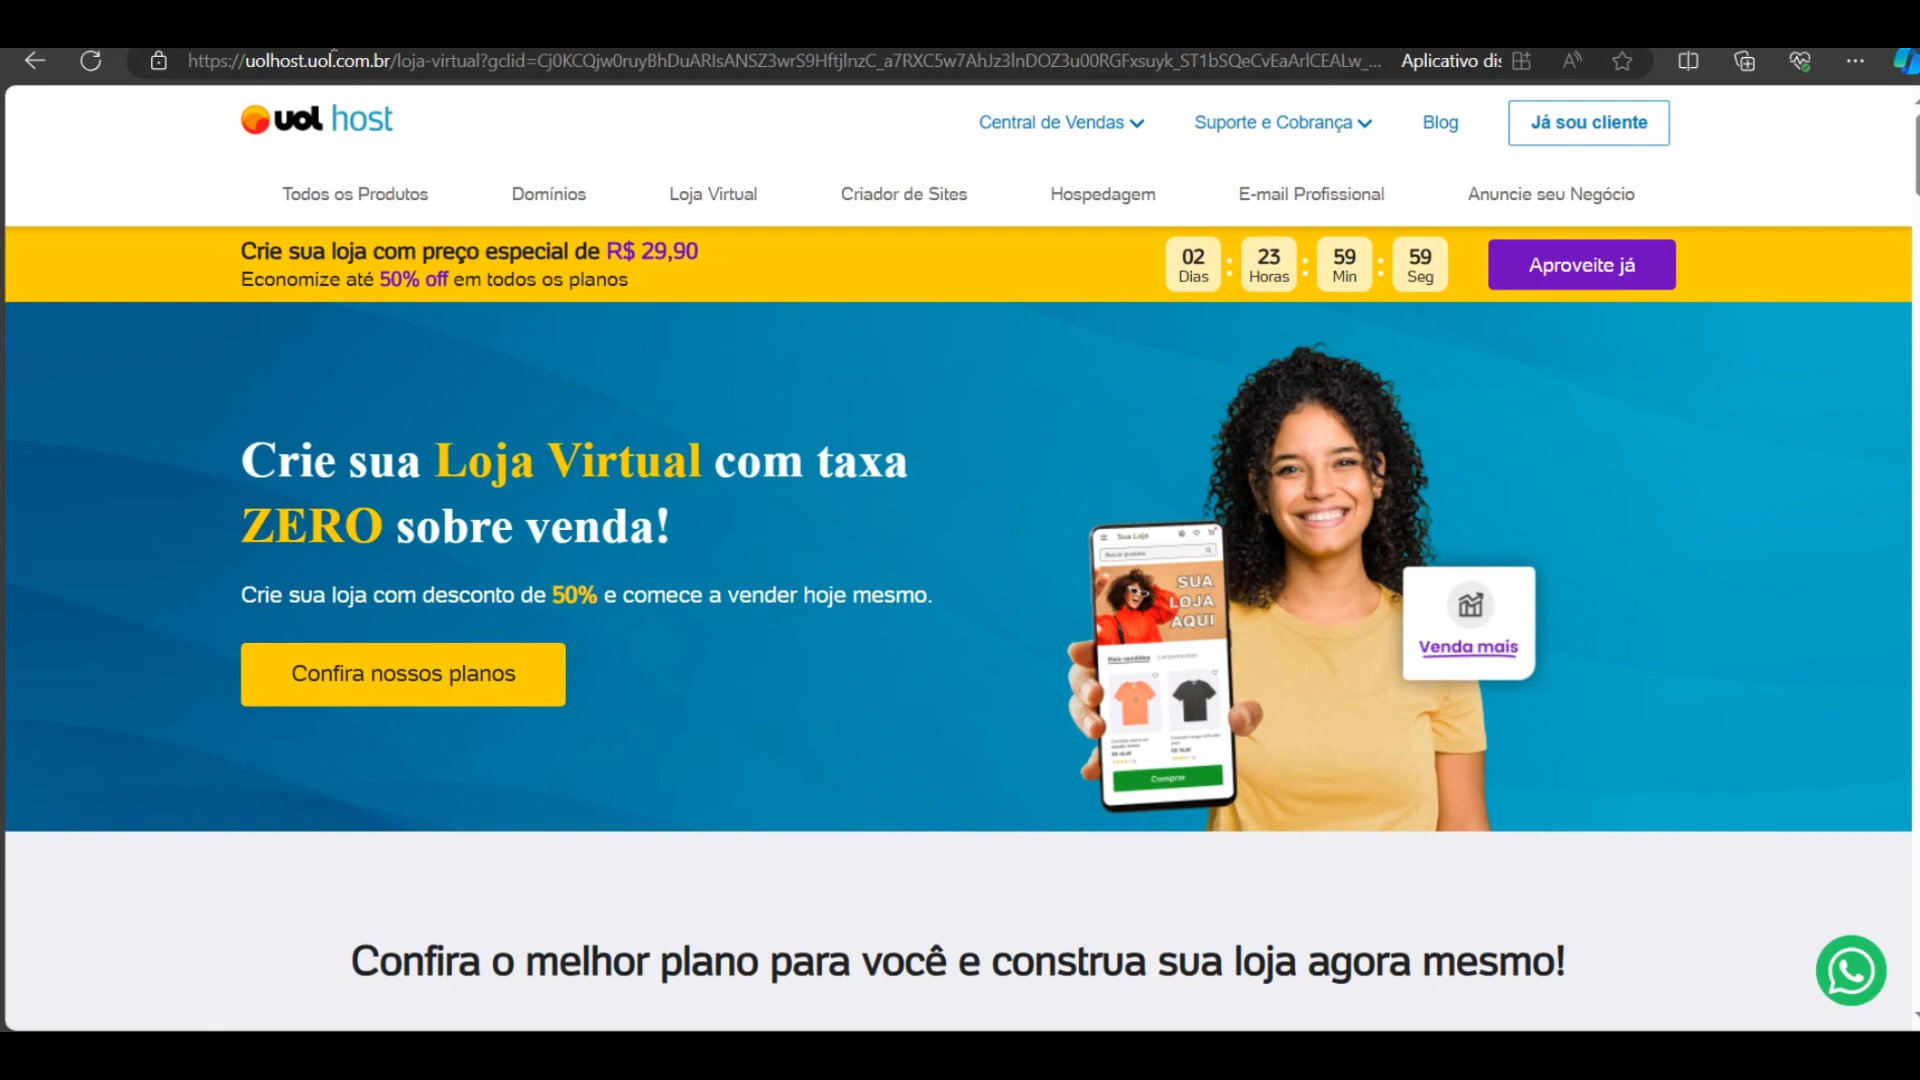 https://uolhost.uol.com.br/loja-virtual?gclid=Cj0KCQjw0ruyBhDuARIsANSZ3wrS9HftjlnzC_a7RXC5w7AhJz3lnDOZ3u00RGFxsuyk_ST1bSQeCvEaArlCEALw_... Aplicativo dis
uol host
Central de Vendas
Suporte e Cobrança
Blog
Já sou cliente
Todos os Produtos
Domínios
Loja Virtual
Criador de Sites
Hospedagem
E-mail Profissional
Anuncie seu Negócio
Crie sua loja com preço especial de R$ 29,90
Economize até 50% off em todos os planos
02 : 23 : 59 : 59
Dias Horas Min Seg
Aproveite já
Crie sua Loja Virtual com taxa
ZERO sobre venda!
Crie sua loja com desconto de 50% e comece a vender hoje mesmo.
Confira nossos planos
Sua Loja
Buscar produtos
SUA
LOJA
AQUI
Mais vendidos Lançamentos
Comprar
Venda mais
Confira o melhor plano para você e construa sua loja agora mesmo!